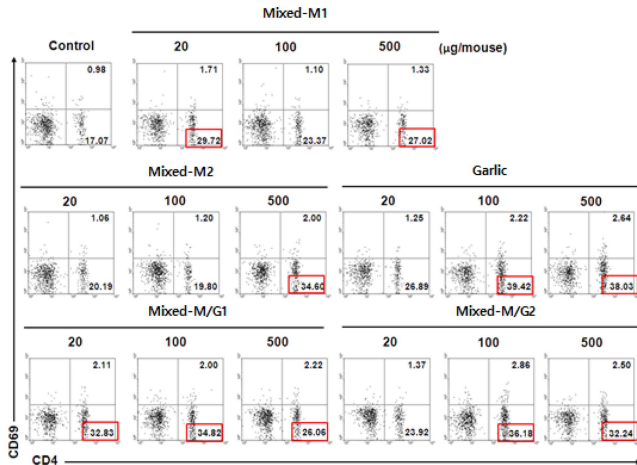 Mixed-M1
Control 20 100 500 (μg/mouse)
0.98 1.71 1.10 1.33
17.07 29.72 23.37 27.02
Mixed-M2 Garlic
20 100 500 20 100 500
1.06 1.20 2.00 1.25 2.22 2.64
20.19 19.80 34.60 26.89 39.42 38.03
Mixed-M/G1 Mixed-M/G2
20 100 500 20 100 500
2.11 2.00 2.22 1.37 2.86 2.50
32.83 34.82 26.06 23.92 36.18 32.24
CD69
CD4